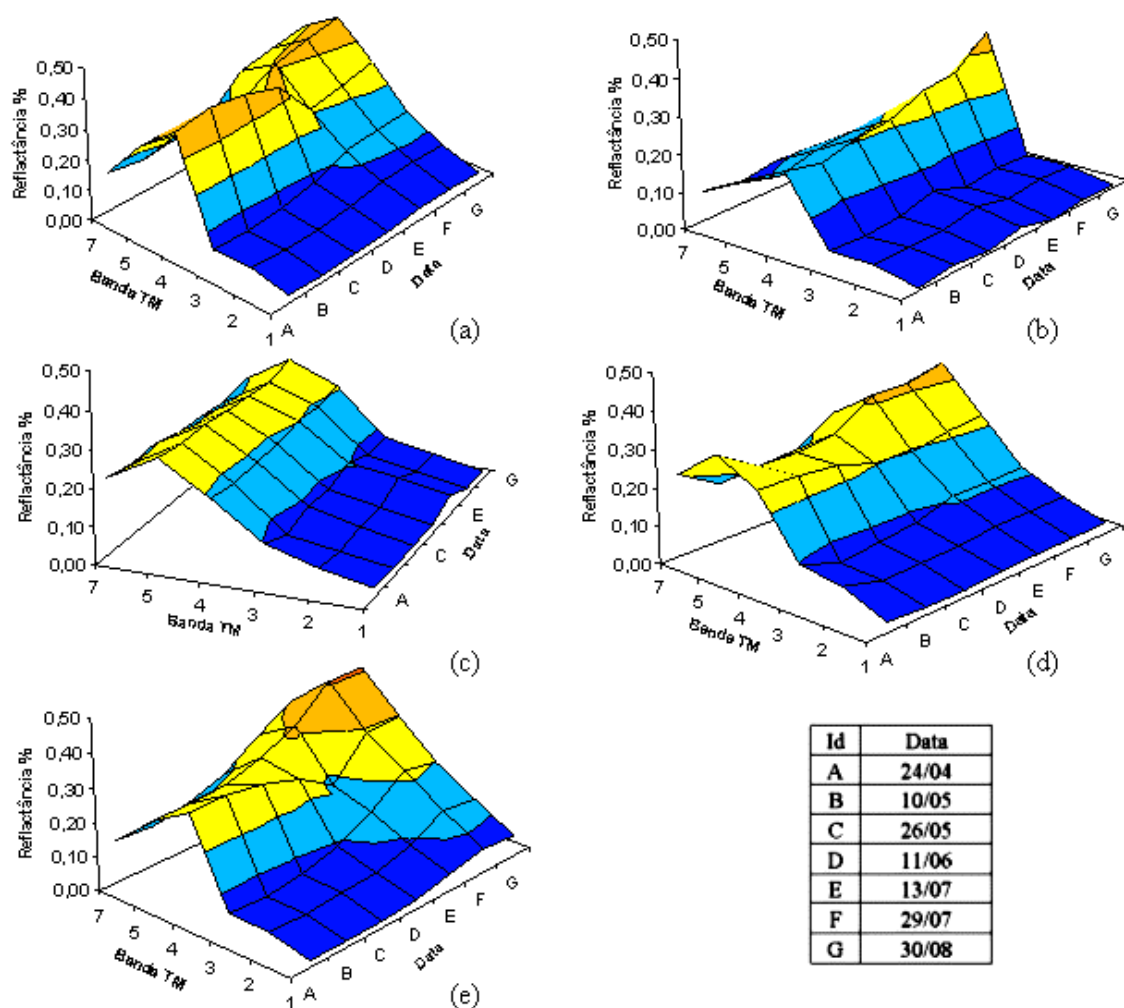 0,50
0,40
0,30
0,20
0,10
0,00
Reflactância %
7
5
4
3
2
1
Banda TM
A
B
C
D
E
F
G
Data
(a)
0,50
0,40
0,30
0,20
0,10
0,00
Reflactância %
7
5
4
3
2
1
Banda TM
A
B
C
D
E
F
G
Data
(b)
0,50
0,40
0,30
0,20
0,10
0,00
Reflactância %
7
5
4
3
2
1
Banda TM
A
C
E
G
Data
(c)
0,50
0,40
0,30
0,20
0,10
0,00
Reflactância %
7
5
4
3
2
1
Banda TM
A
B
C
D
E
F
G
Data
(d)
0,50
0,40
0,30
0,20
0,10
0,00
Reflactância %
7
5
4
3
2
1
Banda TM
A
B
C
D
E
F
G
Data
(e)
Id Data
A 24/04
B 10/05
C 26/05
D 11/06
E 13/07
F 29/07
G 30/08